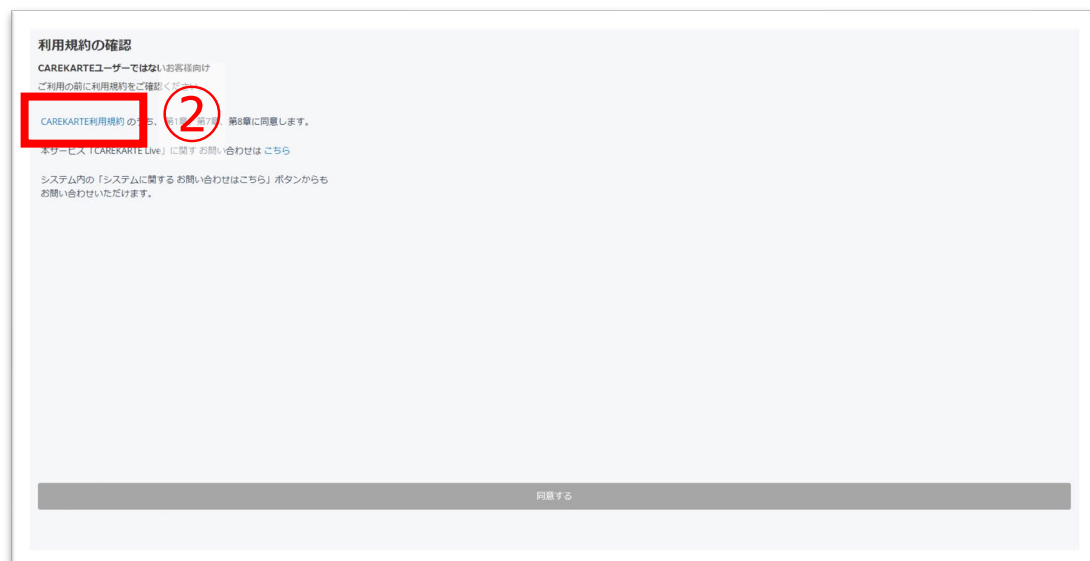 利用規約の確認
CAREKARTEユーザーではないお客様向け
ご利用の前に利用規約をご確認ください
②
CAREKARTE利用規約 のうち、第1章、第7章、第8章に同意します。
本サービス「CAREKARTE Live」に関す お問い合わせは こちら
システム内の「システムに関する お問い合わせはこちら」ボタンからも
お問い合わせいただけます。
同意する